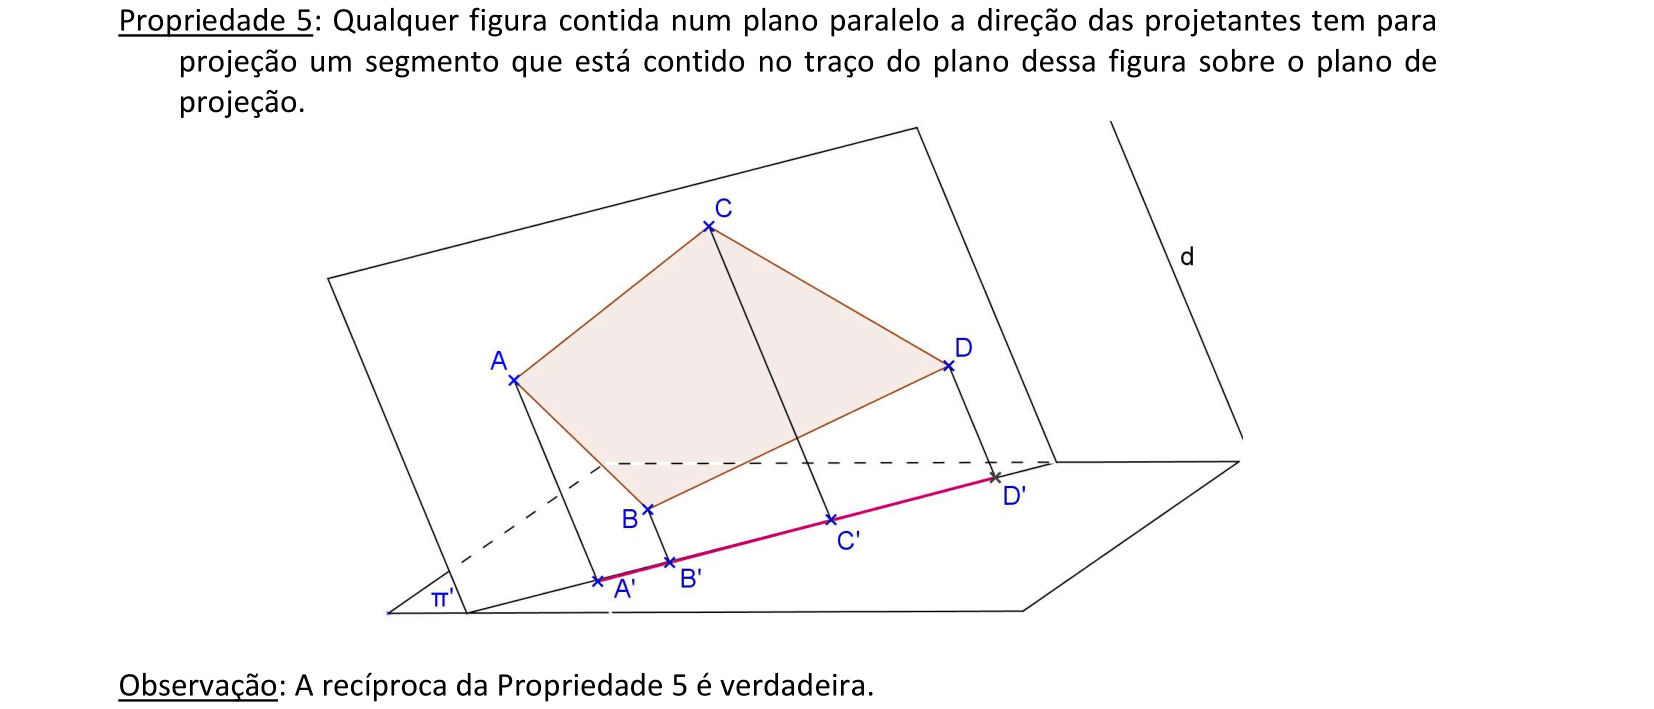 Propriedade 5: Qualquer figura contida num plano paralelo a direção das projetantes tem para
projeção um segmento que está contido no traço do plano dessa figura sobre o plano de
projeção.
C
d
A
D
B
D'
C'
B'
A'
π'
Observação: A recíproca da Propriedade 5 é verdadeira.